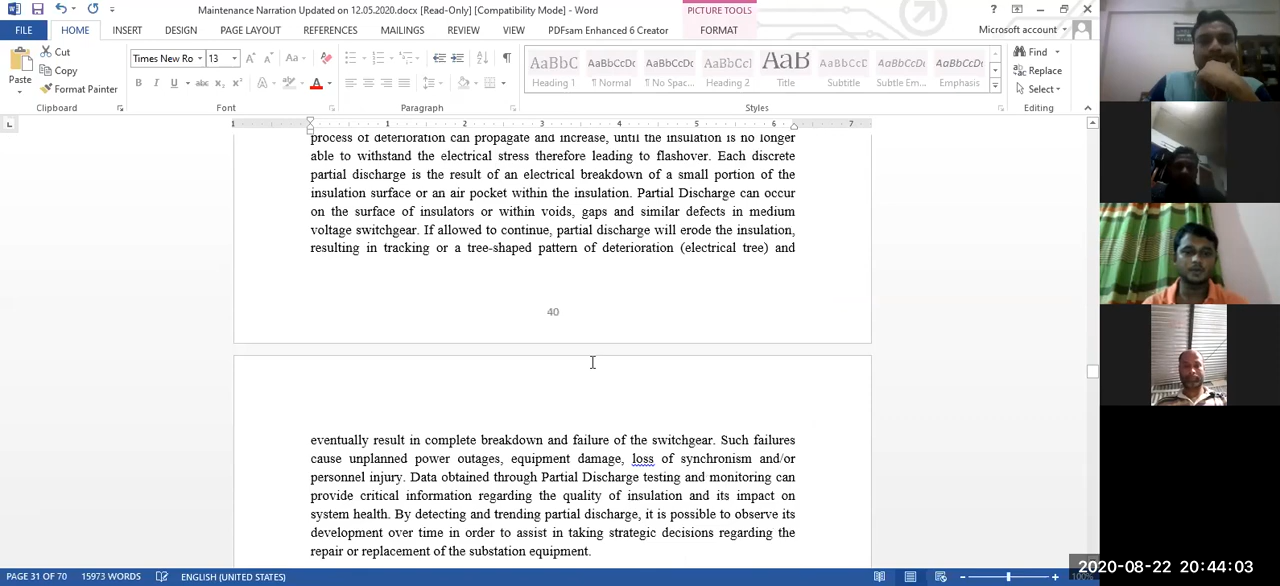 Maintenance Narration Updated on 12.05.2020.docx [Read-Only] [Compatibility Mode] - Word
PICTURE TOOLS
FILE HOME INSERT DESIGN PAGE LAYOUT REFERENCES MAILINGS REVIEW VIEW PDFsam Enhanced 6 Creator FORMAT Microsoft account
Paste
Cut
Copy
Format Painter
Clipboard
Times New Ro 13
Font
Paragraph
AaBbC AaBbCcDc AaBbCcDc AaBbCcI AaB AaBbCcD AaBbCcDc AaBbCcDc
Heading 1 ¶ Normal ¶ No Spac... Heading 2 Title Subtitle Subtle Em... Emphasis
Styles
Find
Replace
Select
Editing
1 1 2 3 4 5 6 7
process of deterioration can propagate and increase, until the insulation is no longer
able to withstand the electrical stress therefore leading to flashover. Each discrete
partial discharge is the result of an electrical breakdown of a small portion of the
insulation surface or an air pocket within the insulation. Partial Discharge can occur
on the surface of insulators or within voids, gaps and similar defects in medium
voltage switchgear. If allowed to continue, partial discharge will erode the insulation,
resulting in tracking or a tree-shaped pattern of deterioration (electrical tree) and
40
eventually result in complete breakdown and failure of the switchgear. Such failures
cause unplanned power outages, equipment damage, loss of synchronism and/or
personnel injury. Data obtained through Partial Discharge testing and monitoring can
provide critical information regarding the quality of insulation and its impact on
system health. By detecting and trending partial discharge, it is possible to observe its
development over time in order to assist in taking strategic decisions regarding the
repair or replacement of the substation equipment.
PAGE 31 OF 70 15973 WORDS ENGLISH (UNITED STATES)
2020-08-22 20:44:03